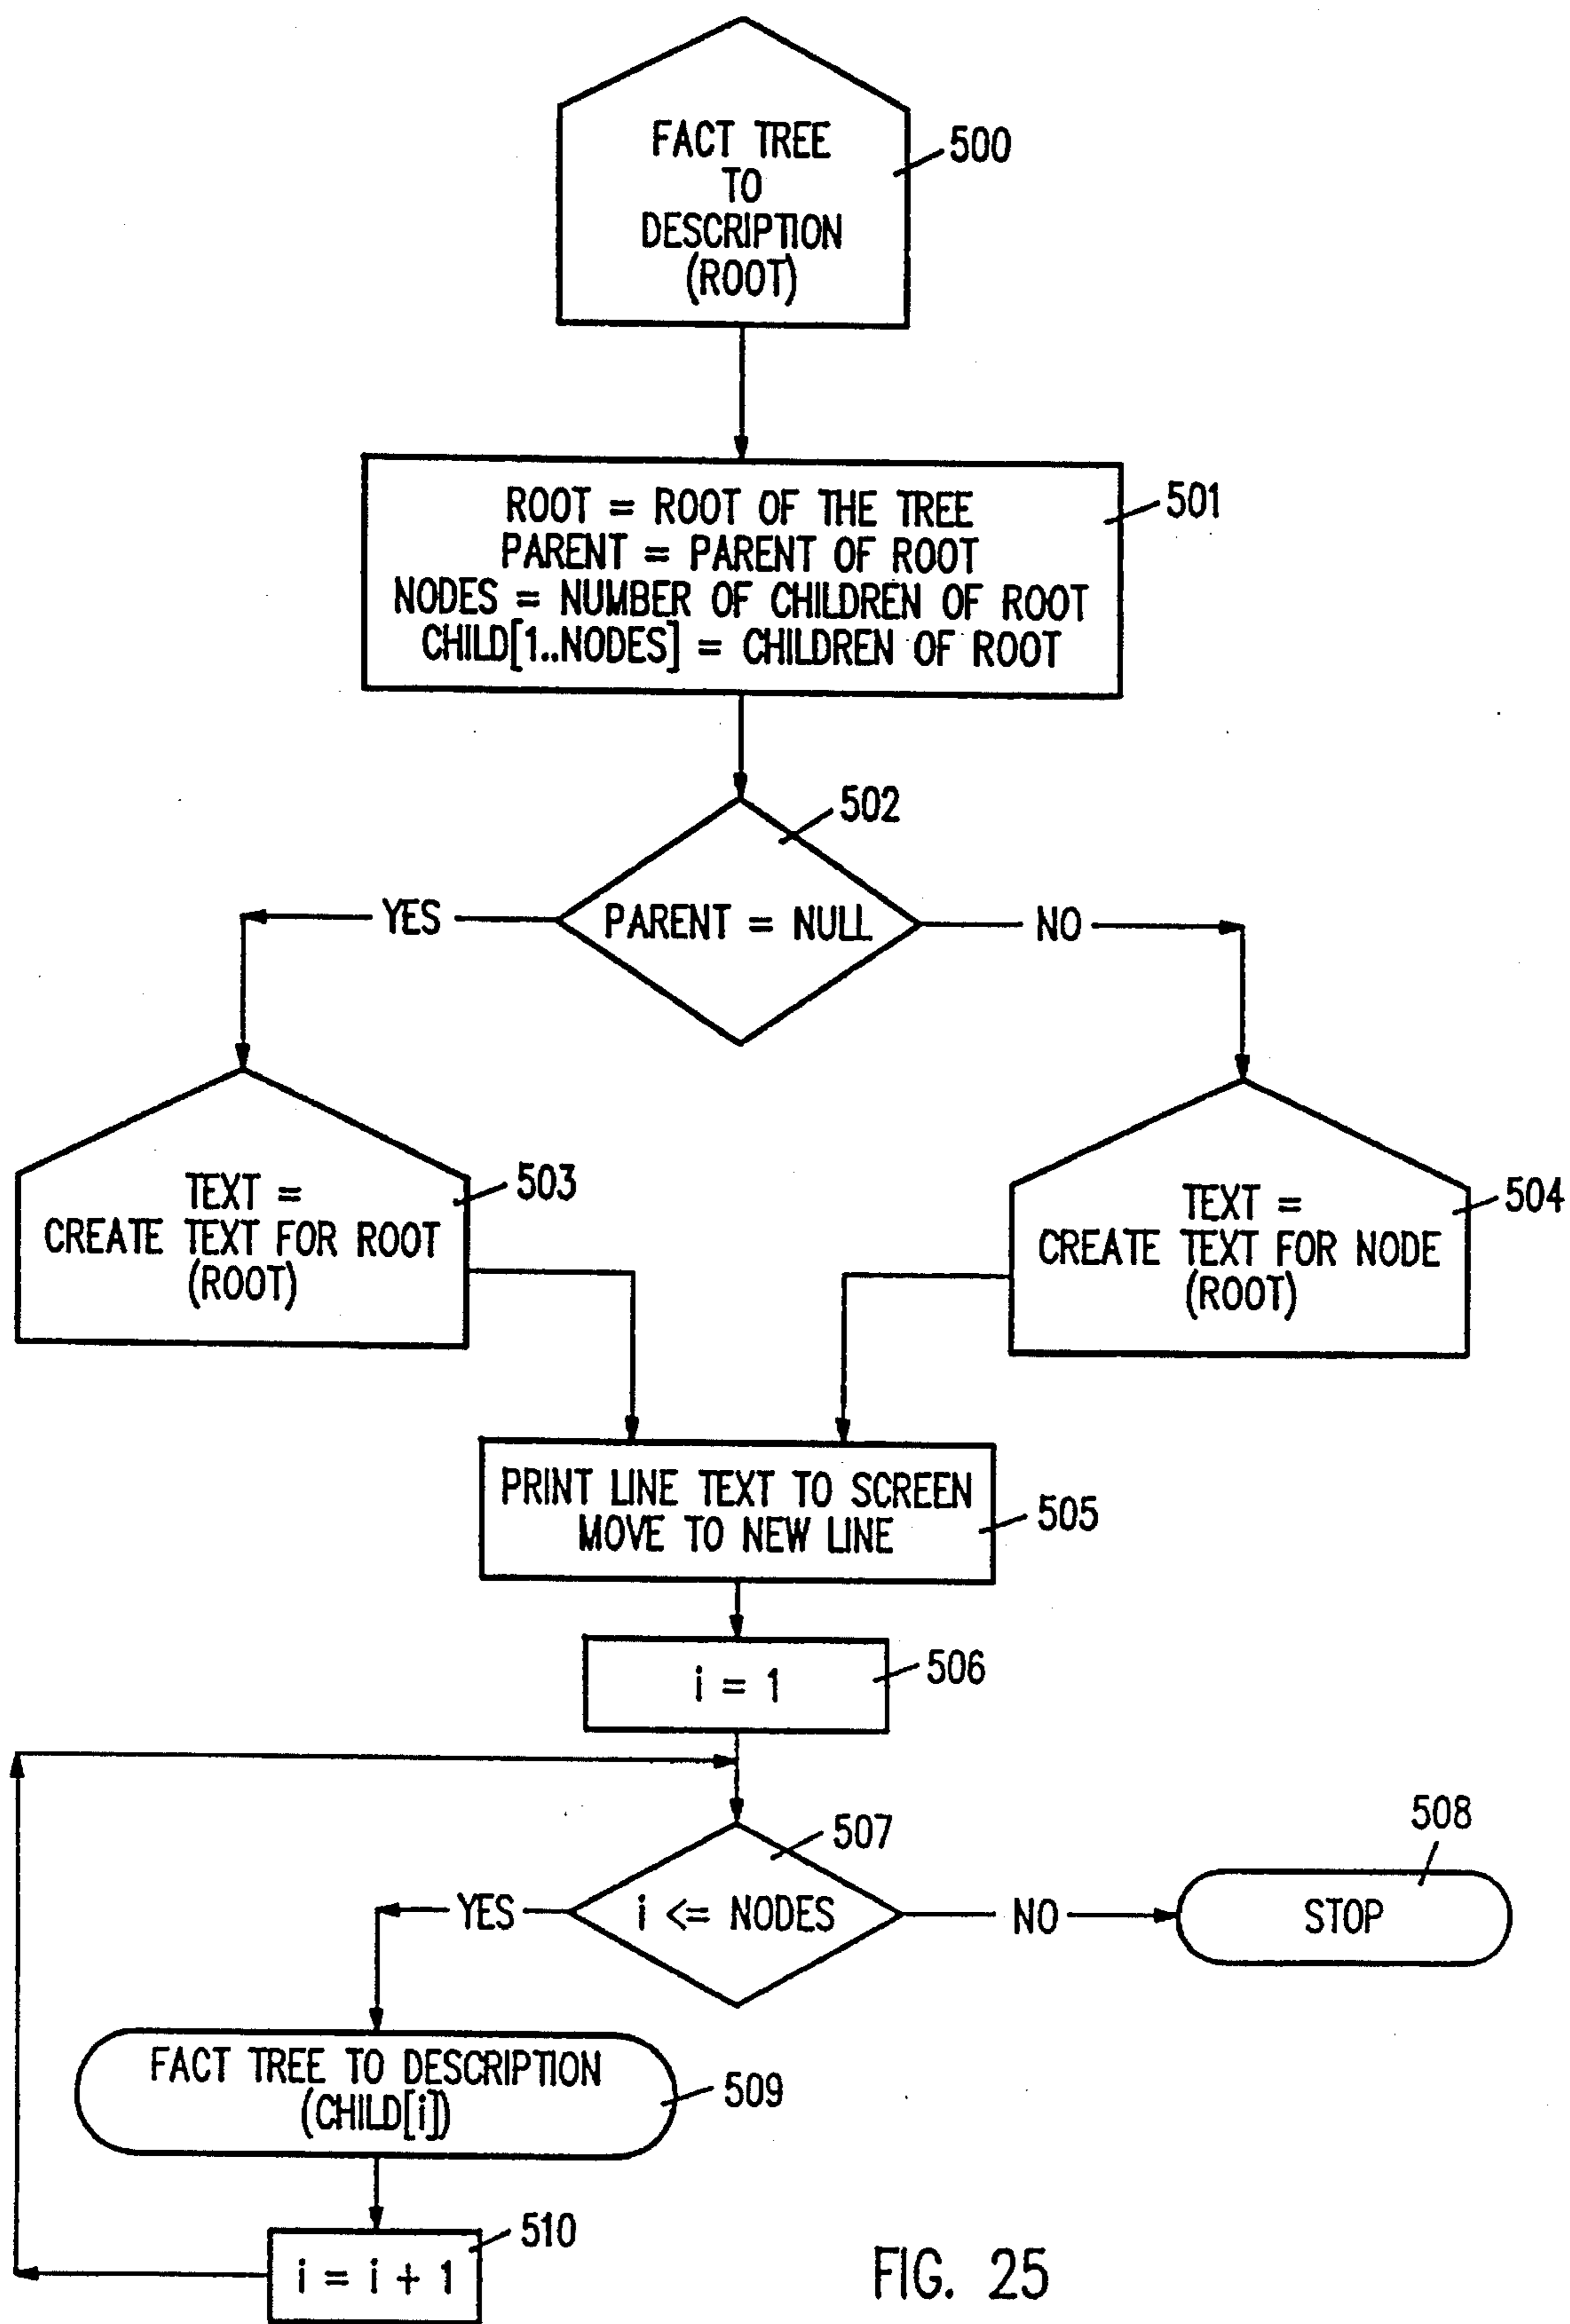 FACT TREE
TO
DESCRIPTION
(ROOT)
500
ROOT = ROOT OF THE TREE
PARENT = PARENT OF ROOT
NODES = NUMBER OF CHILDREN OF ROOT
CHILD[1..NODES] = CHILDREN OF ROOT
501
502
PARENT = NULL
YES
NO
TEXT =
CREATE TEXT FOR ROOT
(ROOT)
503
TEXT =
CREATE TEXT FOR NODE
(ROOT)
504
PRINT LINE TEXT TO SCREEN
MOVE TO NEW LINE
505
i = 1
506
507
i <= NODES
YES
NO
508
STOP
FACT TREE TO DESCRIPTION
(CHILD[i])
509
510
i = i + 1
FIG. 25